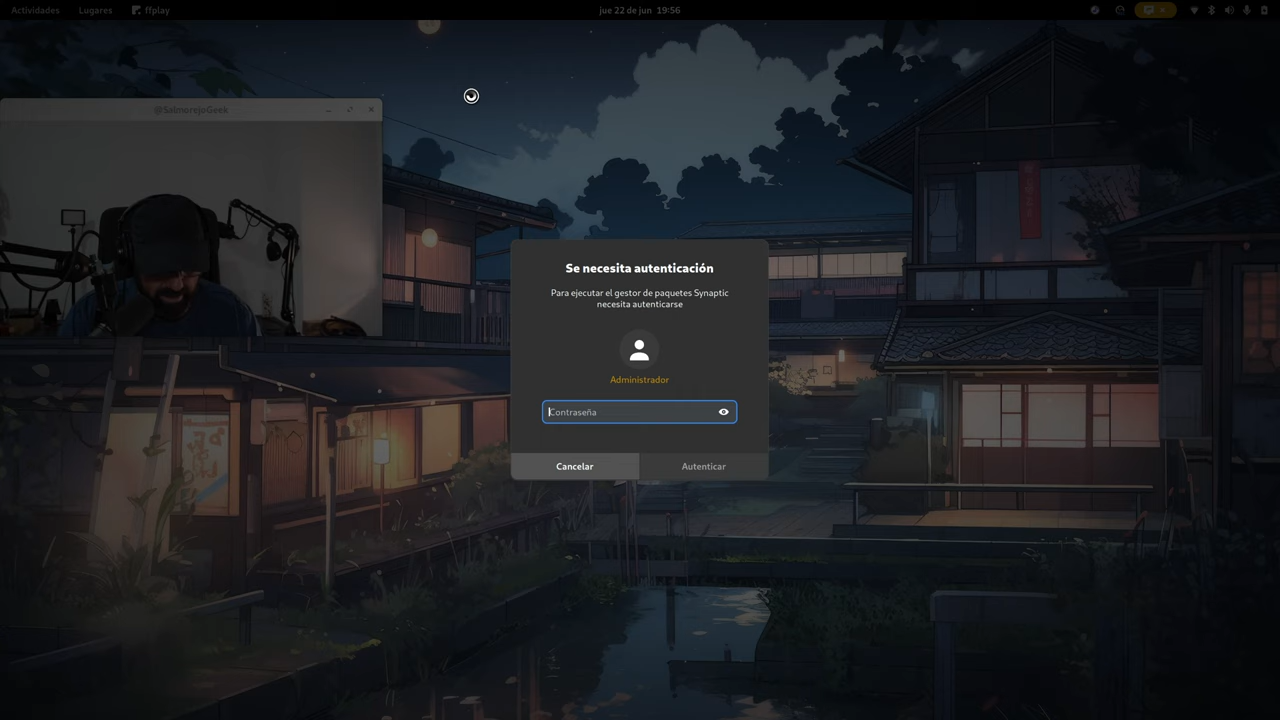 Actividades
Lugares
ffplay
jue 22 de jun 19:56
@SalmorejoGeek
Se necesita autenticación
Para ejecutar el gestor de paquetes Synaptic
necesita autenticarse
Administrador
Contraseña
Cancelar
Autenticar